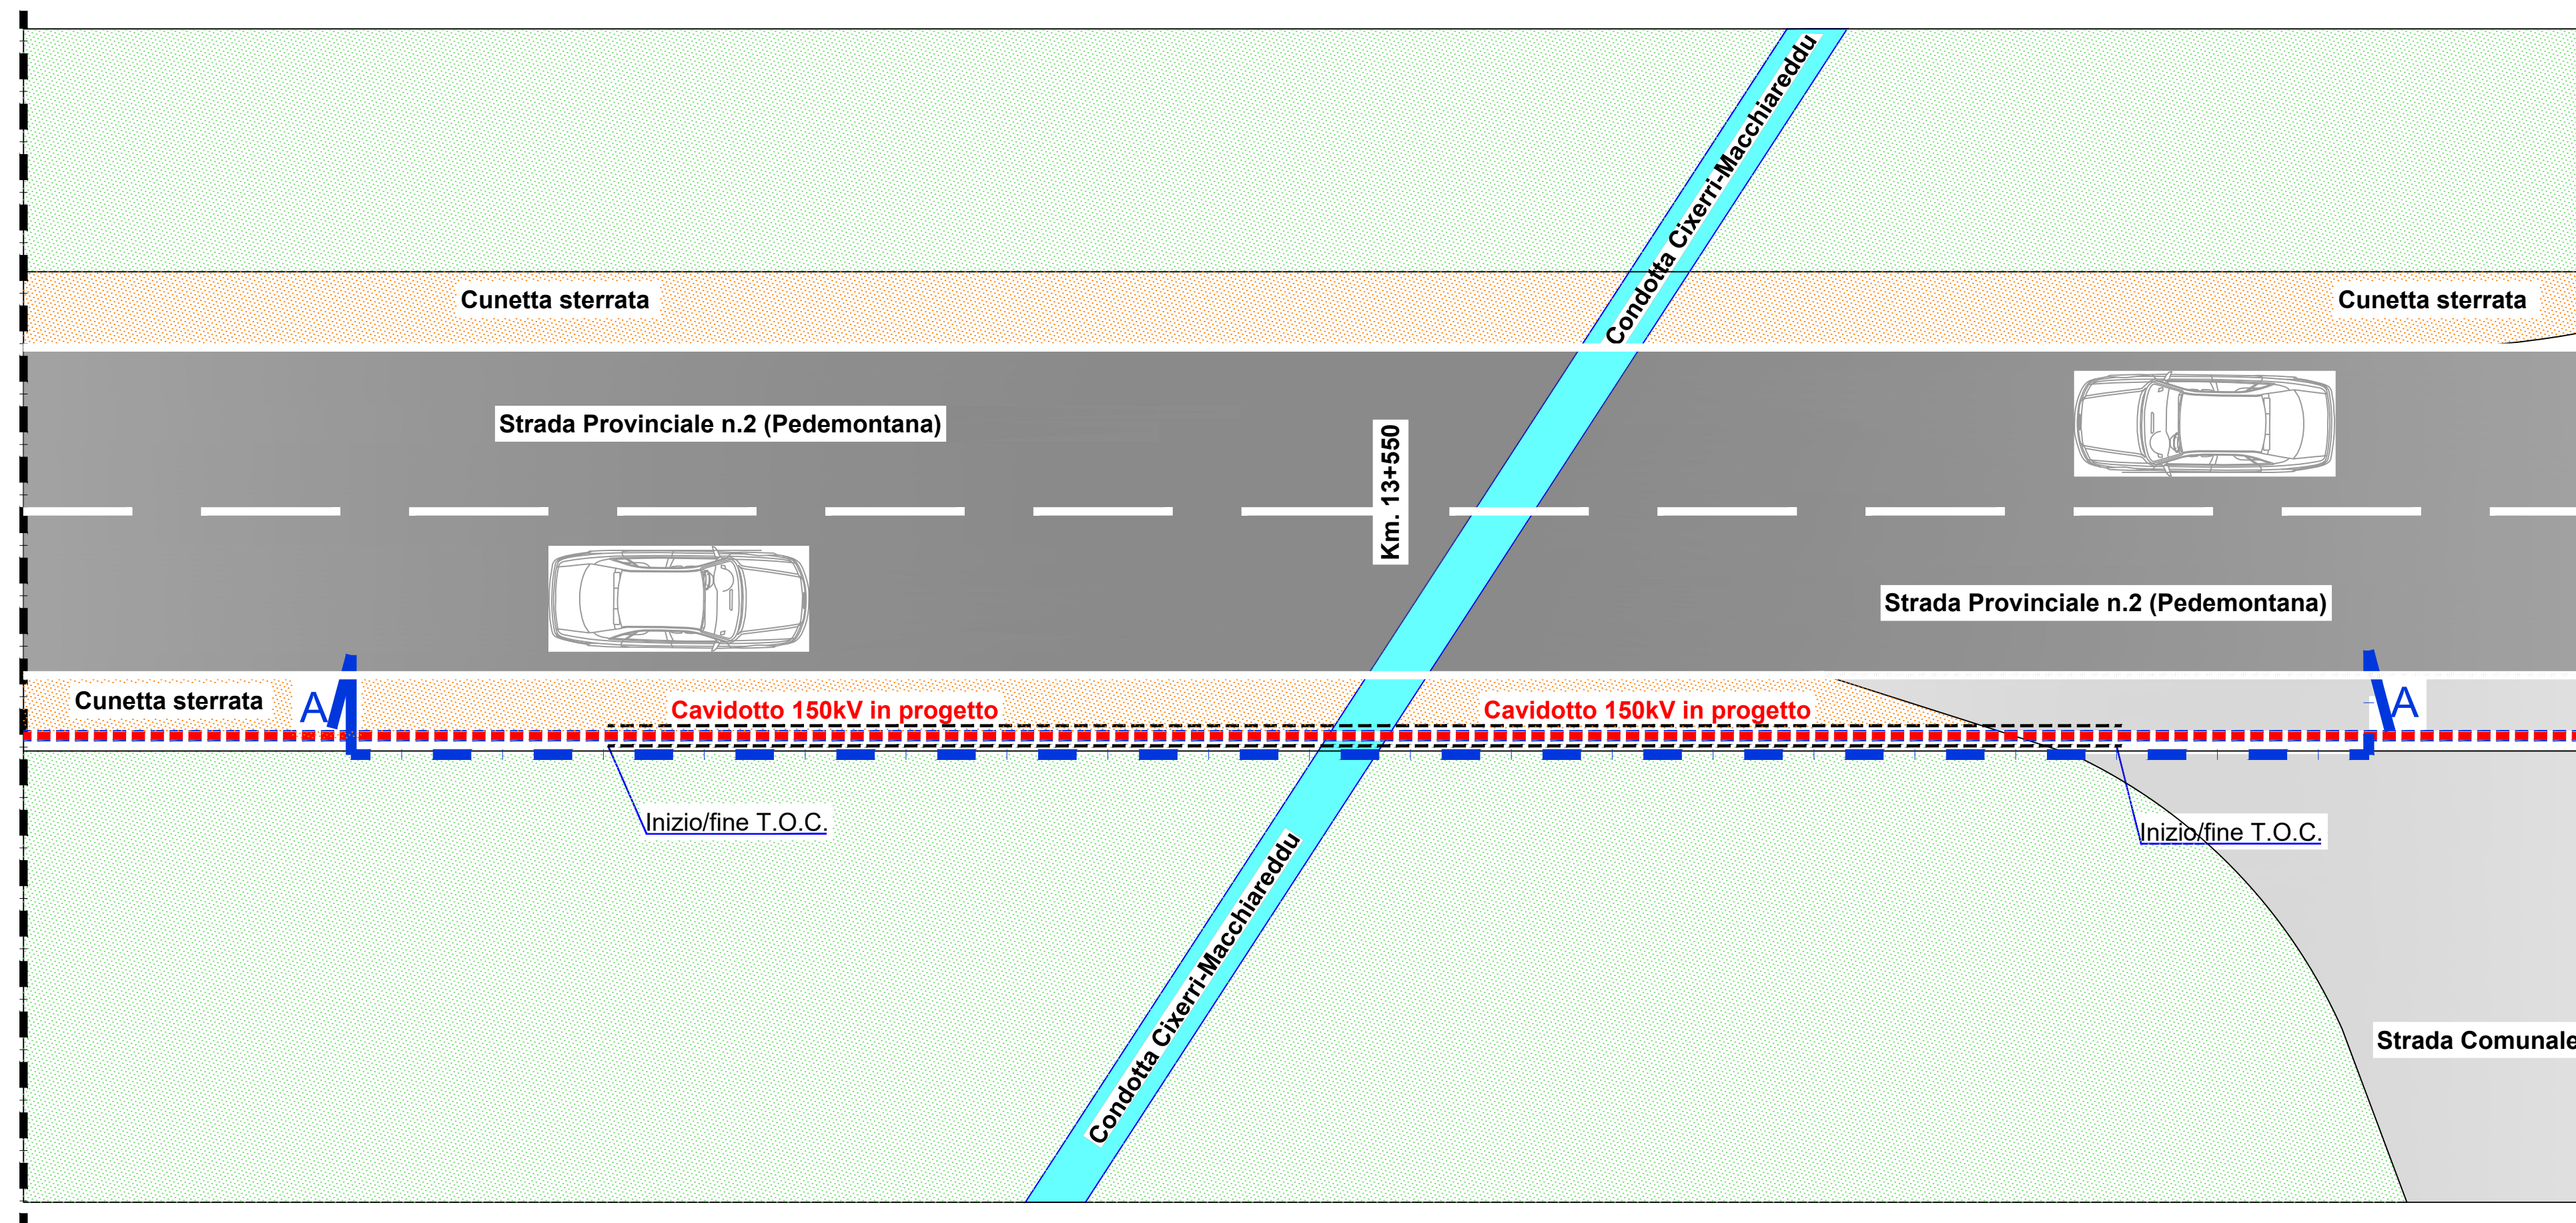 Condotta Cixerri-Macchiareddu
Cunetta sterrata
Cunetta sterrata
Strada Provinciale n.2 (Pedemontana)
Km. 13+550
Strada Provinciale n.2 (Pedemontana)
Cunetta sterrata
A
Cavidotto 150kV in progetto
Cavidotto 150kV in progetto
A
Inizio/fine T.O.C.
Inizio/fine T.O.C.
Condotta Cixerri-Macchiareddu
Strada Comunale